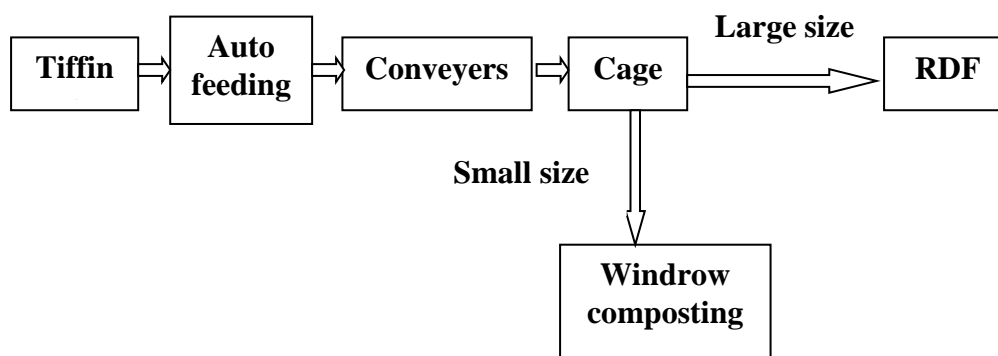 Large size
Tiffin
Auto
feeding
Conveyers
Cage
RDF
Small size
Windrow
composting